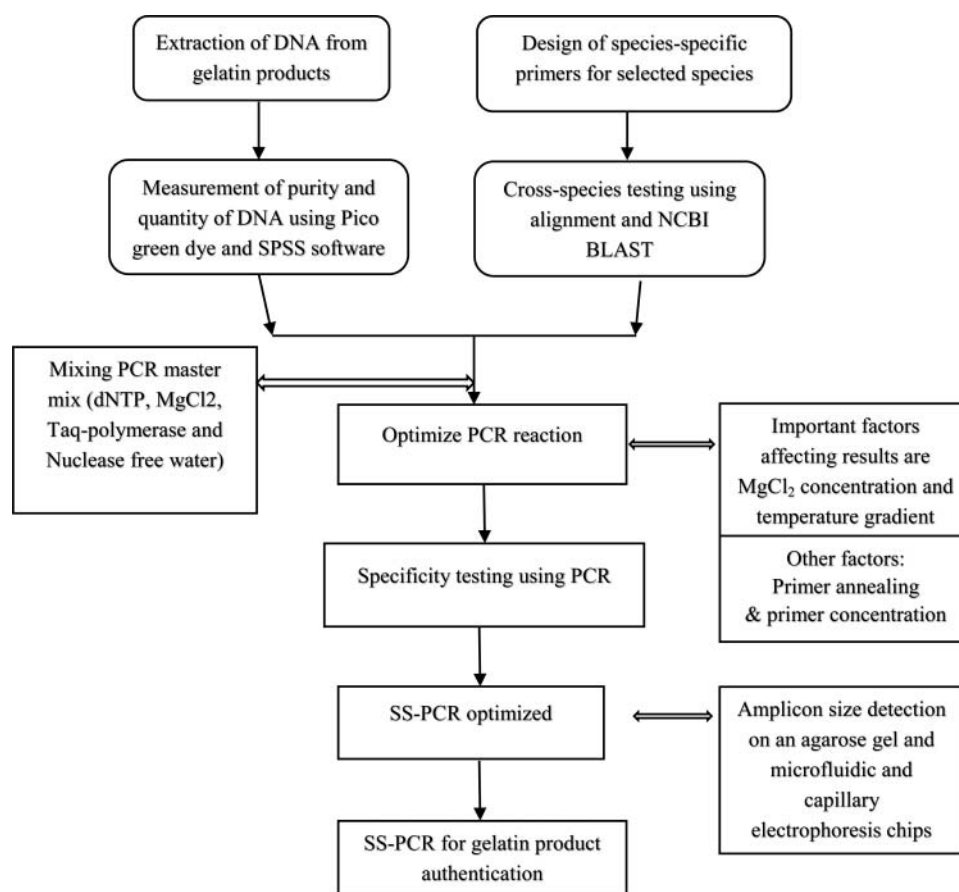 Extraction of DNA from
gelatin products
Design of species-specific
primers for selected species
Measurement of purity and
quantity of DNA using Pico
green dye and SPSS software
Cross-species testing using
alignment and NCBI
BLAST
Mixing PCR master
mix (dNTP, MgCl2,
Taq-polymerase and
Nuclease free water)
Optimize PCR reaction
Important factors
affecting results are
MgCl₂ concentration and
temperature gradient
Other factors:
Primer annealing
& primer concentration
Specificity testing using PCR
SS-PCR optimized
Amplicon size detection
on an agarose gel and
microfluidic and
capillary
electrophoresis chips
SS-PCR for gelatin product
authentication